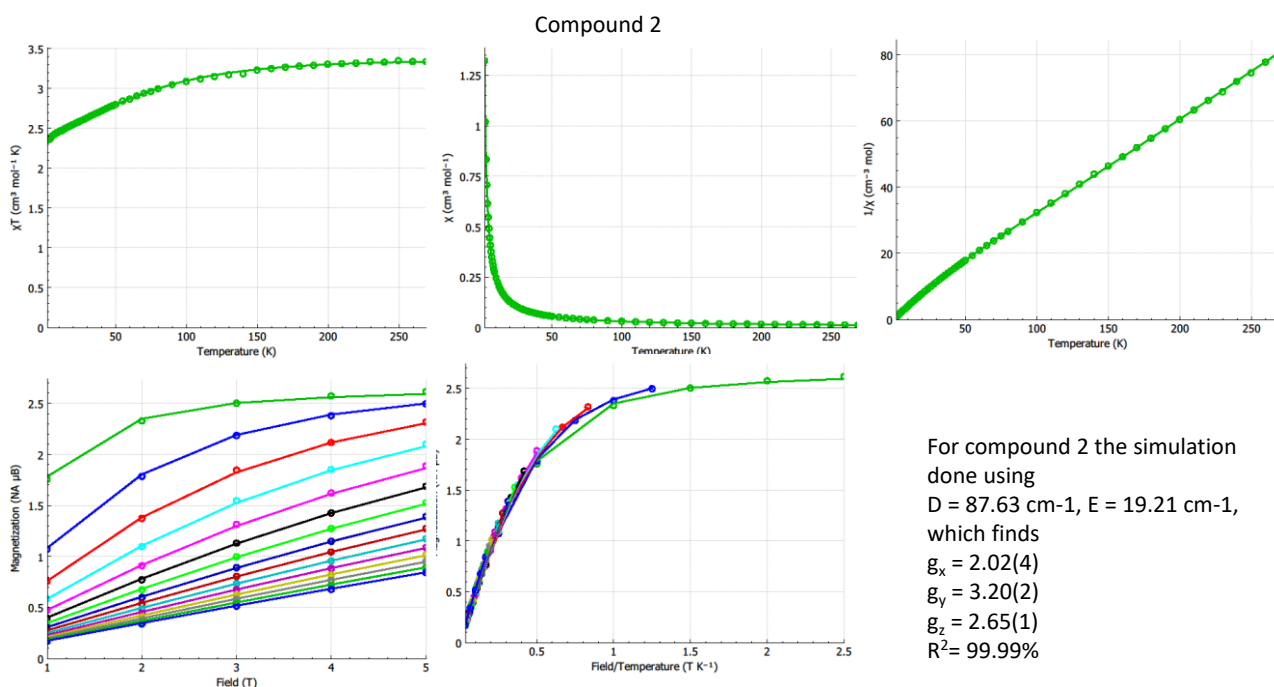 Compound 2
χT (cm³ mol⁻¹ K)
3.5
3
2.5
2
1.5
1
0.5
0
50 100 150 200 250
Temperature (K)
χ (cm³ mol⁻¹)
1.25
1
0.75
0.5
0.25
0
50 100 150 200 250
Temperature (K)
1/χ (cm⁻³ mol)
80
60
40
20
0
50 100 150 200 250
Temperature (K)
Magnetization (NA μB)
2.5
2
1.5
1
0.5
0
1 2 3 4 5
Field (T)
2.5
2
1.5
1
0.5
0
0.5 1 1.5 2 2.5
Field/Temperature (T K⁻¹)
For compound 2 the simulation
done using
D = 87.63 cm-1, E = 19.21 cm-1,
which finds
gₓ = 2.02(4)
g_y = 3.20(2)
g_z = 2.65(1)
R²= 99.99%